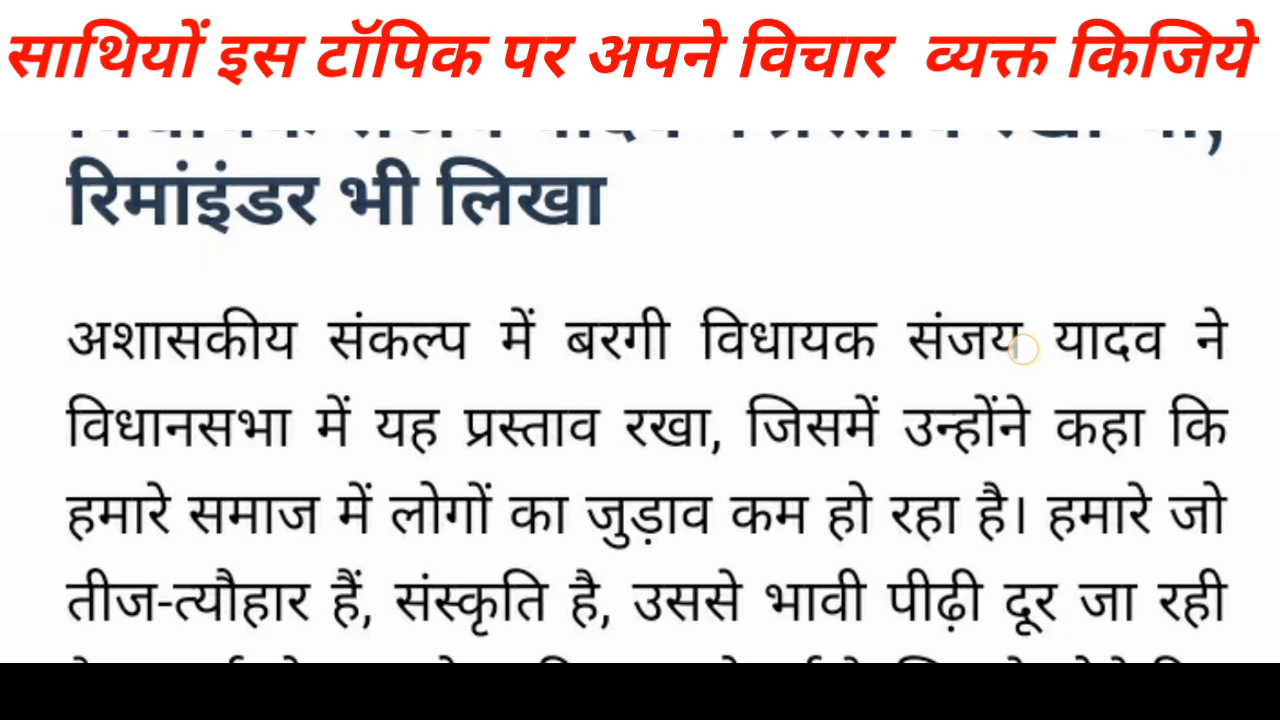 साथियों इस टॉपिक पर अपने विचार व्यक्त किजिये
रिमांइंडर भी लिखा
अशासकीय संकल्प में बरगी विधायक संजय यादव ने
विधानसभा में यह प्रस्ताव रखा, जिसमें उन्होंने कहा कि
हमारे समाज में लोगों का जुड़ाव कम हो रहा है। हमारे जो
तीज-त्यौहार हैं, संस्कृति है, उससे भावी पीढ़ी दूर जा रही